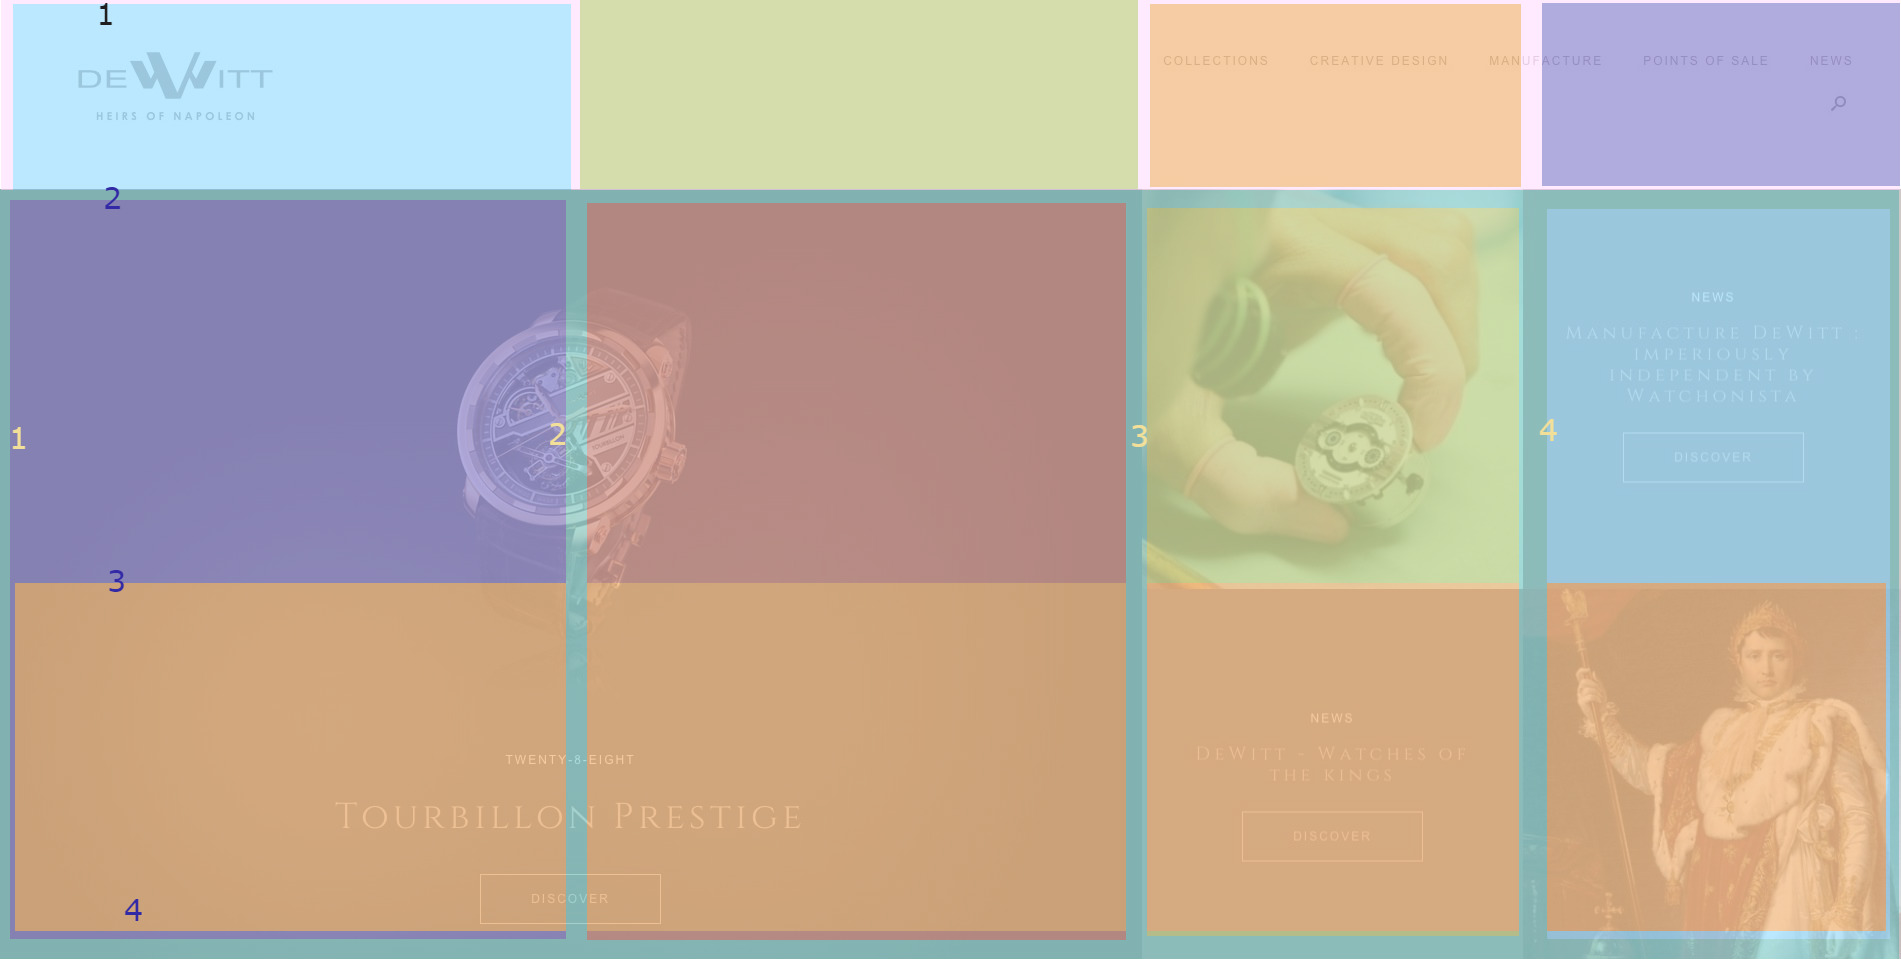 1
DEWITT
HEIRS OF NAPOLEON
COLLECTIONS CREATIVE DESIGN MANUFACTURE POINTS OF SALE NEWS
2
NEWS
MANUFACTURE DEWITT :
IMPERIOUSLY
INDEPENDENT BY
WATCHONISTA
DISCOVER
1 2 3 4
TOURBILLON
3
NEWS
DEWITT - WATCHES OF
THE KINGS
DISCOVER
TWENTY-8-EIGHT
TOURBILLON PRESTIGE
DISCOVER
4